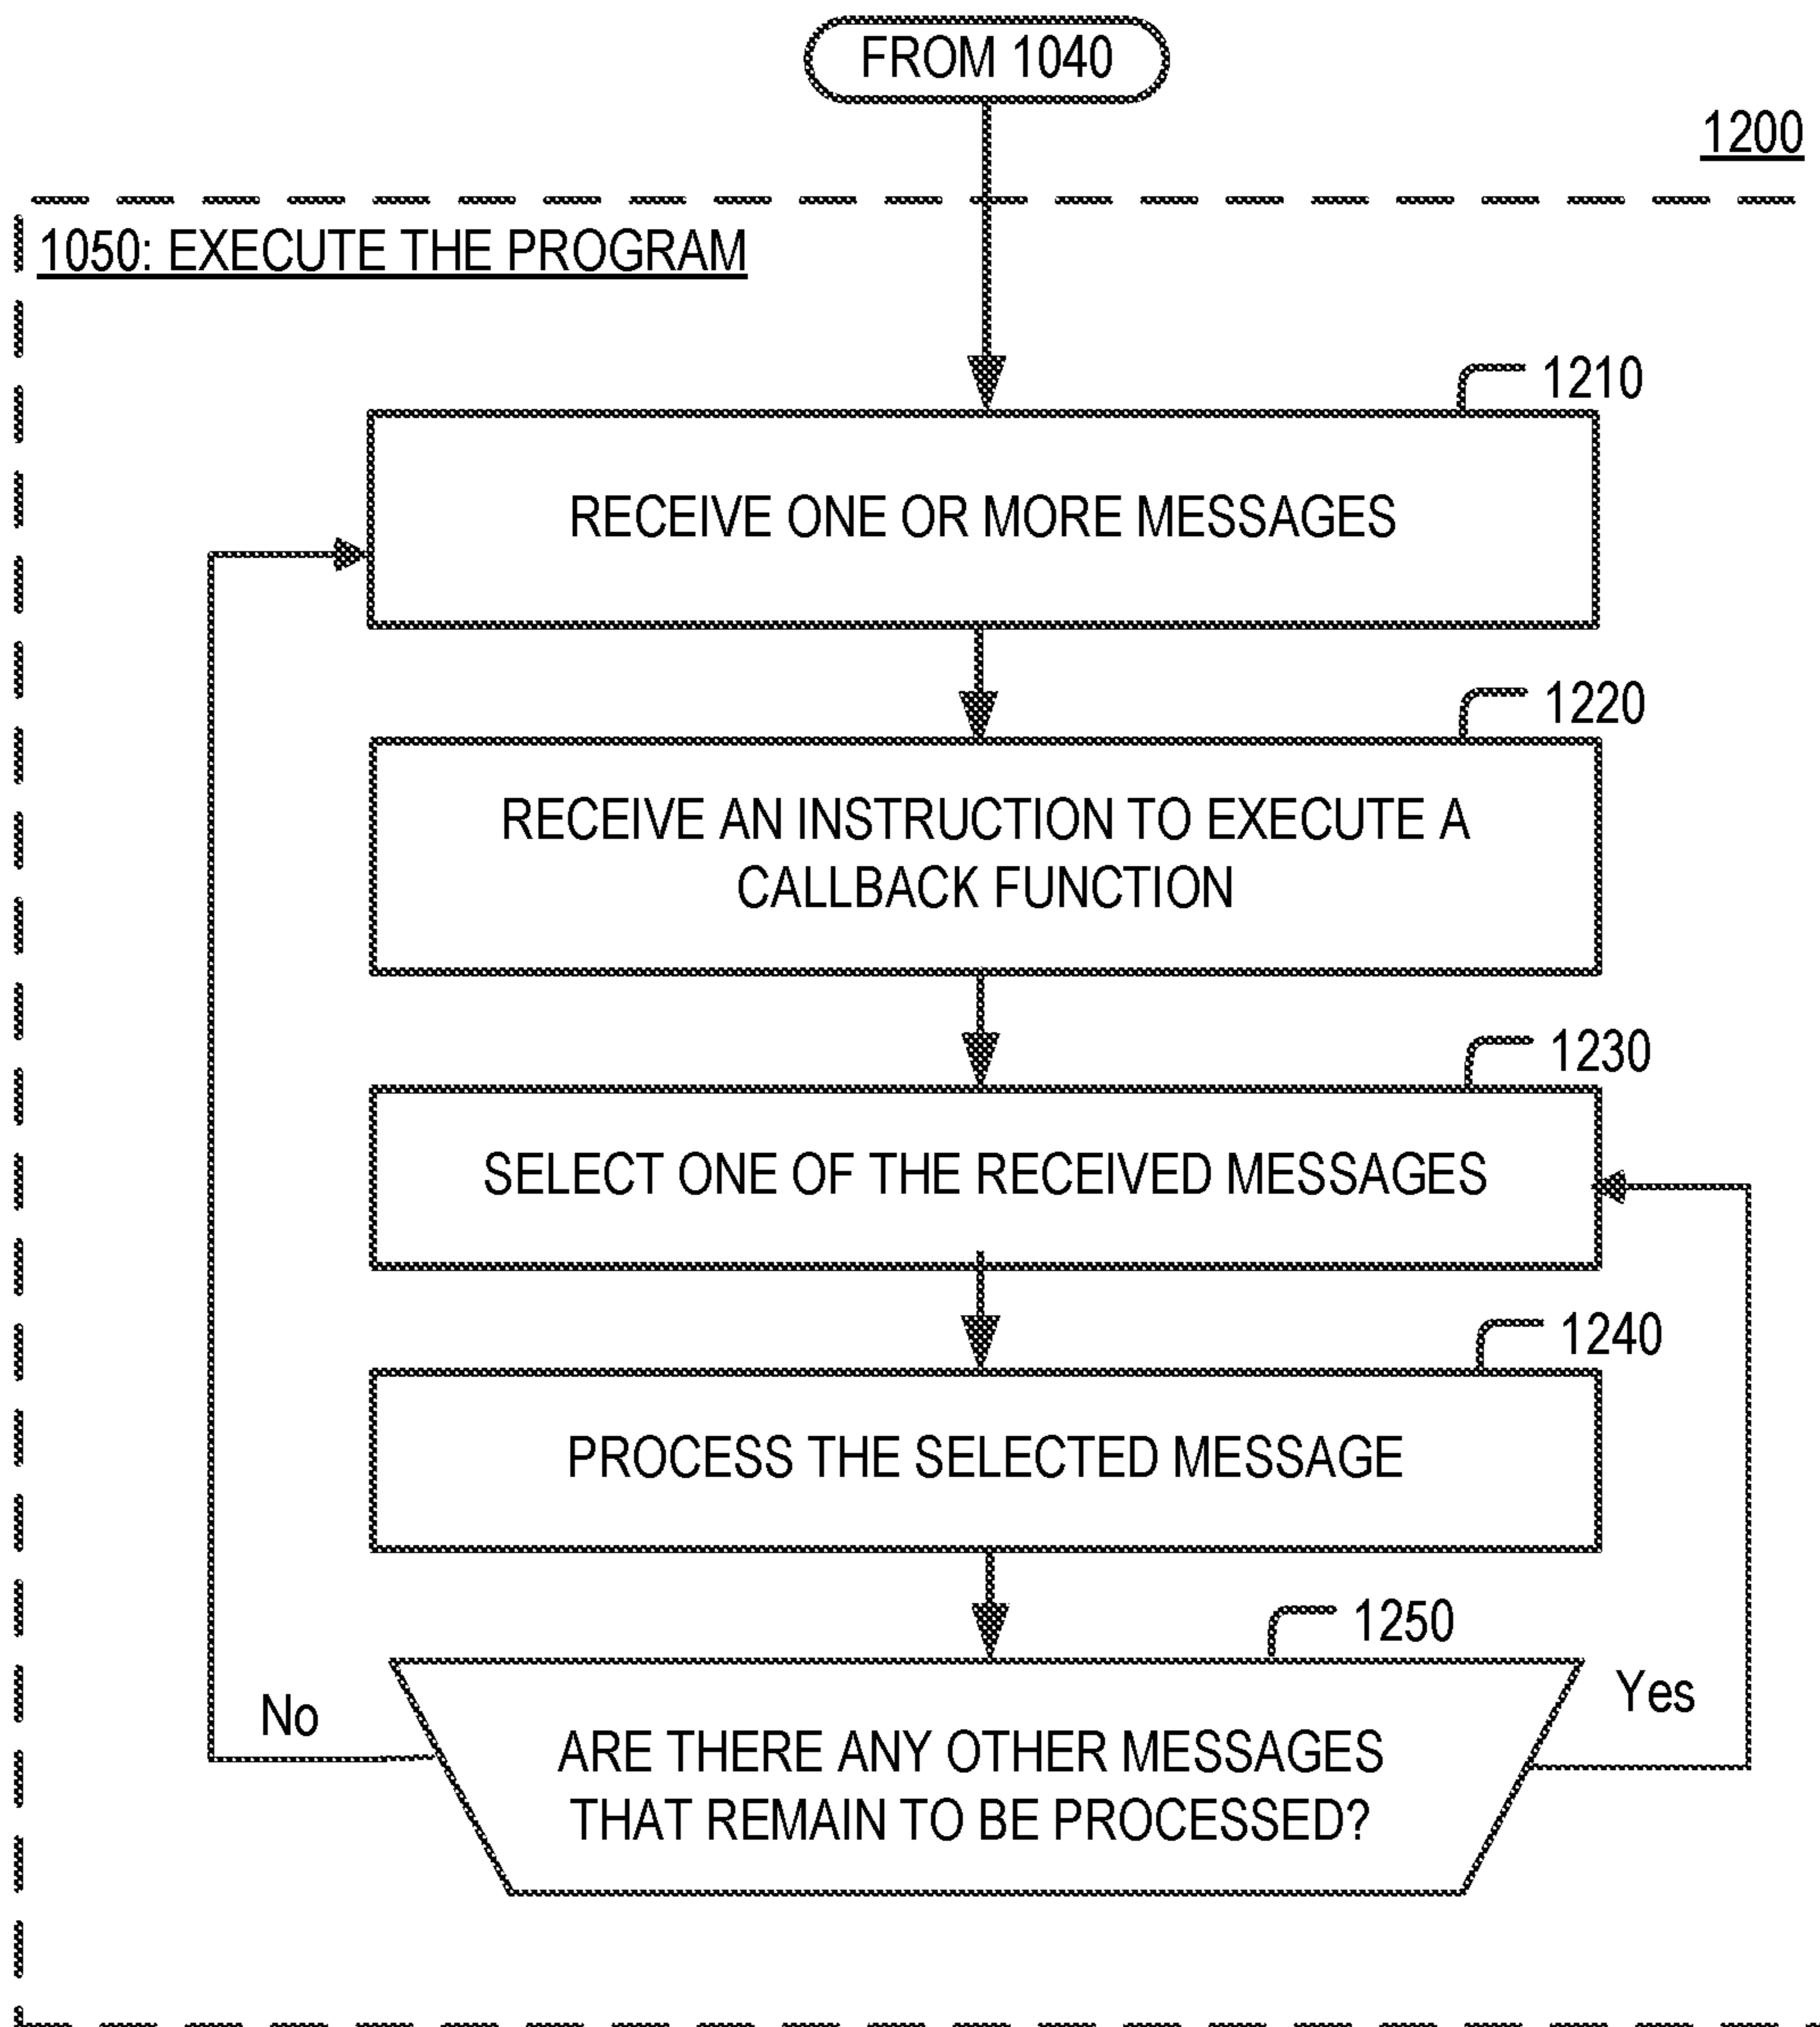 FROM 1040
1200
1050: EXECUTE THE PROGRAM
1210
RECEIVE ONE OR MORE MESSAGES
1220
RECEIVE AN INSTRUCTION TO EXECUTE A
CALLBACK FUNCTION
1230
SELECT ONE OF THE RECEIVED MESSAGES
1240
PROCESS THE SELECTED MESSAGE
1250
No
Yes
ARE THERE ANY OTHER MESSAGES
THAT REMAIN TO BE PROCESSED?